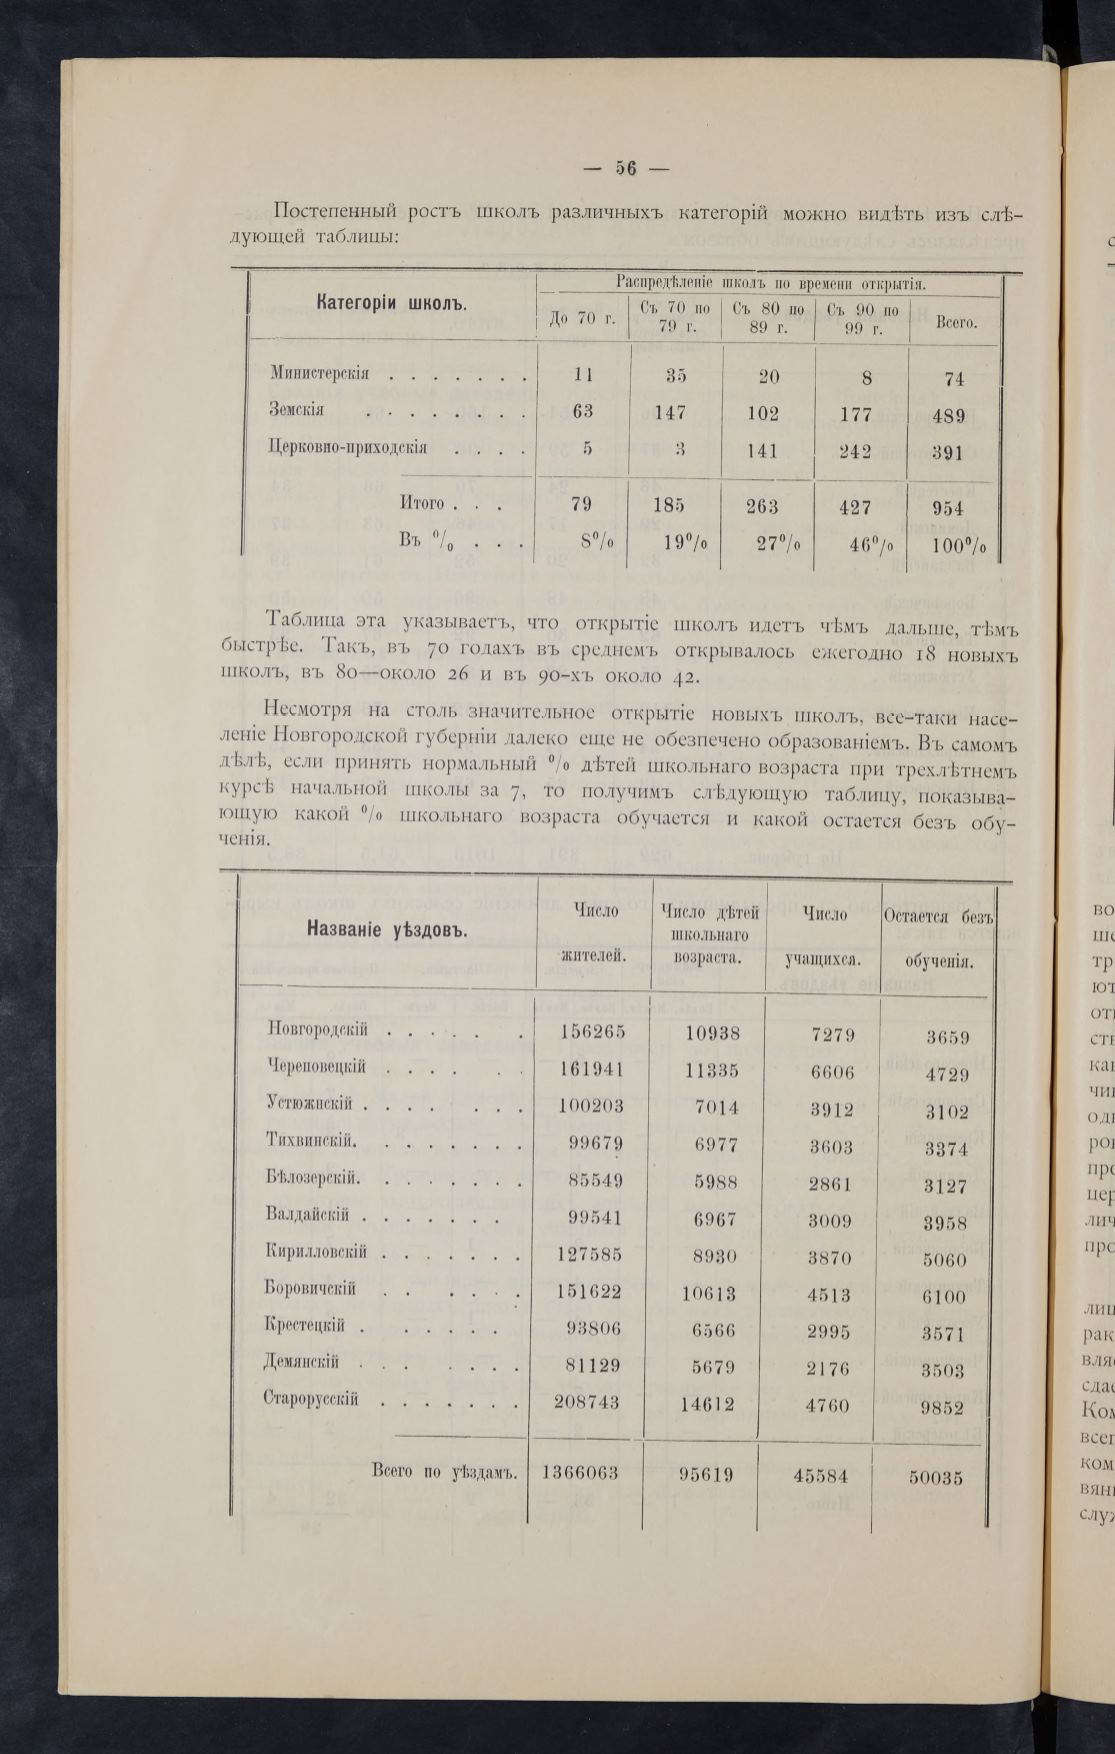 — 56 —
Постепенный ростъ школъ различныхъ категорій можно видѣть изъ слѣ-
дующей таблицы:
Категоріи школъ. Распредѣленіе школъ по времени открытія.
До 70 г. Съ 70 по 79 г. Съ 80 по 89 г. Съ 90 по 99 г. Всего.
Министерскія . . . . . . . 11 35 20 8 74
Земскія . . . . . . . . 63 147 102 177 489
Церковно-приходскія . . . . 5 3 141 242 391
Итого . . . 79 185 263 427 954
Въ % . . . 8% 19% 27% 46% 100%
Таблица эта указываетъ, что открытіе школъ идетъ чѣмъ дальше, тѣмъ
быстрѣе. Такъ, въ 70 годахъ въ среднемъ открывалось ежегодно 18 новыхъ
школъ, въ 80—около 26 и въ 90-хъ около 42.
Несмотря на столь значительное открытіе новыхъ школъ, все-таки насе-
леніе Новгородской губерніи далеко еще не обезпечено образованіемъ. Въ самомъ
дѣлѣ, если принять нормальный % дѣтей школьнаго возраста при трехлѣтнемъ
курсѣ начальной школы за 7, то получимъ слѣдующую таблицу, показыва-
ющую какой % школьнаго возраста обучается и какой остается безъ обу-
ченія.
Названіе уѣздовъ. Число жителей. Число дѣтей школьнаго возраста. Число учащихся. Остается безъ обученія.
Новгородскій . . . . . . 156265 10938 7279 3659
Череповецкій . . . . . . 161941 11335 6606 4729
Устюжнскій . . . . . . . 100203 7014 3912 3102
Тихвинскій. . . . . . . . 99679 6977 3603 3374
Бѣлозерскій. . . . . . . . 85549 5988 2861 3127
Валдайскій . . . . . . . 99541 6967 3009 3958
Кирилловскій . . . . . . . 127585 8930 3870 5060
Боровичскій . . . . . . 151622 10613 4513 6100
Крестецкій . . . . . . 93806 6566 2995 3571
Демянскій . . . . . . . 81129 5679 2176 3503
Старорусскій . . . . . . . 208743 14612 4760 9852
Всего по уѣздамъ. 1366063 95619 45584 50035